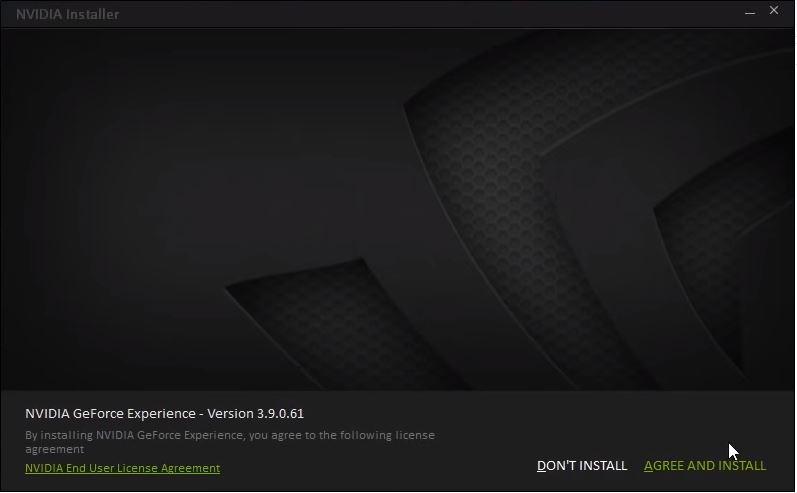 NVIDIA Installer
NVIDIA GeForce Experience - Version 3.9.0.61
By installing NVIDIA GeForce Experience, you agree to the following license
agreement
NVIDIA End User License Agreement
DON'T INSTALL
AGREE AND INSTALL